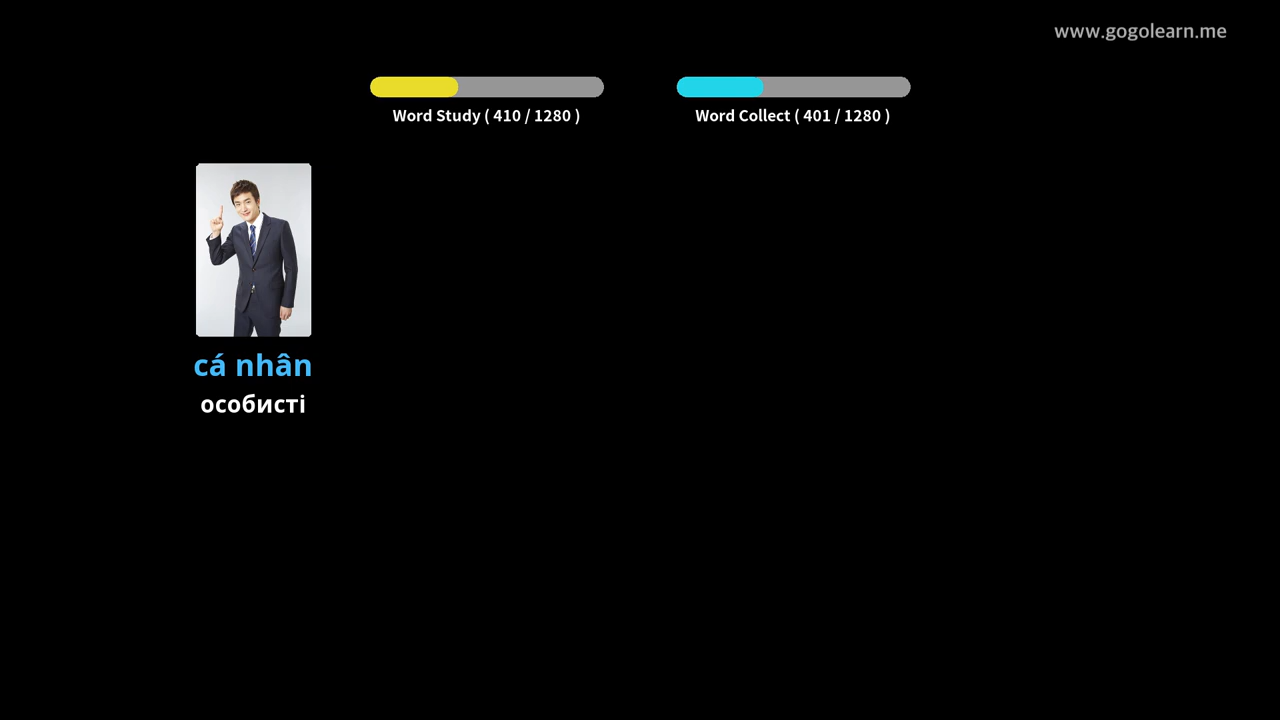 www.gogolearn.me
Word Study ( 410 / 1280 )
Word Collect ( 401 / 1280 )
cá nhân
особисті